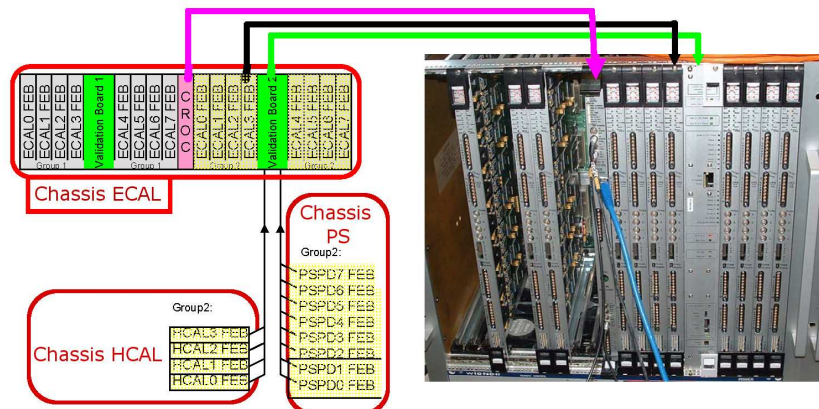 ECAL0 FEB
ECAL1 FEB
ECAL2 FEB
ECAL3 FEB
Validation Board 1
ECAL4 FEB
ECAL5 FEB
ECAL6 FEB
ECAL7 FEB
CROC
ECAL0 FEB
ECAL1 FEB
ECAL2 FEB
ECAL3 FEB
Validation Board 2
ECAL4 FEB
ECAL5 FEB
ECAL6 FEB
ECAL7 FEB
Group 1
Group 1
Group 2
Group 2
Chassis ECAL
Chassis
PS
Group2:
PSPD7 FEB
PSPD6 FEB
PSPD5 FEB
PSPD4 FEB
PSPD3 FEB
PSPD2 FEB
PSPD1 FEB
PSPD0 FEB
Chassis HCAL
Group2:
HCAL3 FEB
HCAL2 FEB
HCAL1 FEB
HCAL0 FEB
WIENER